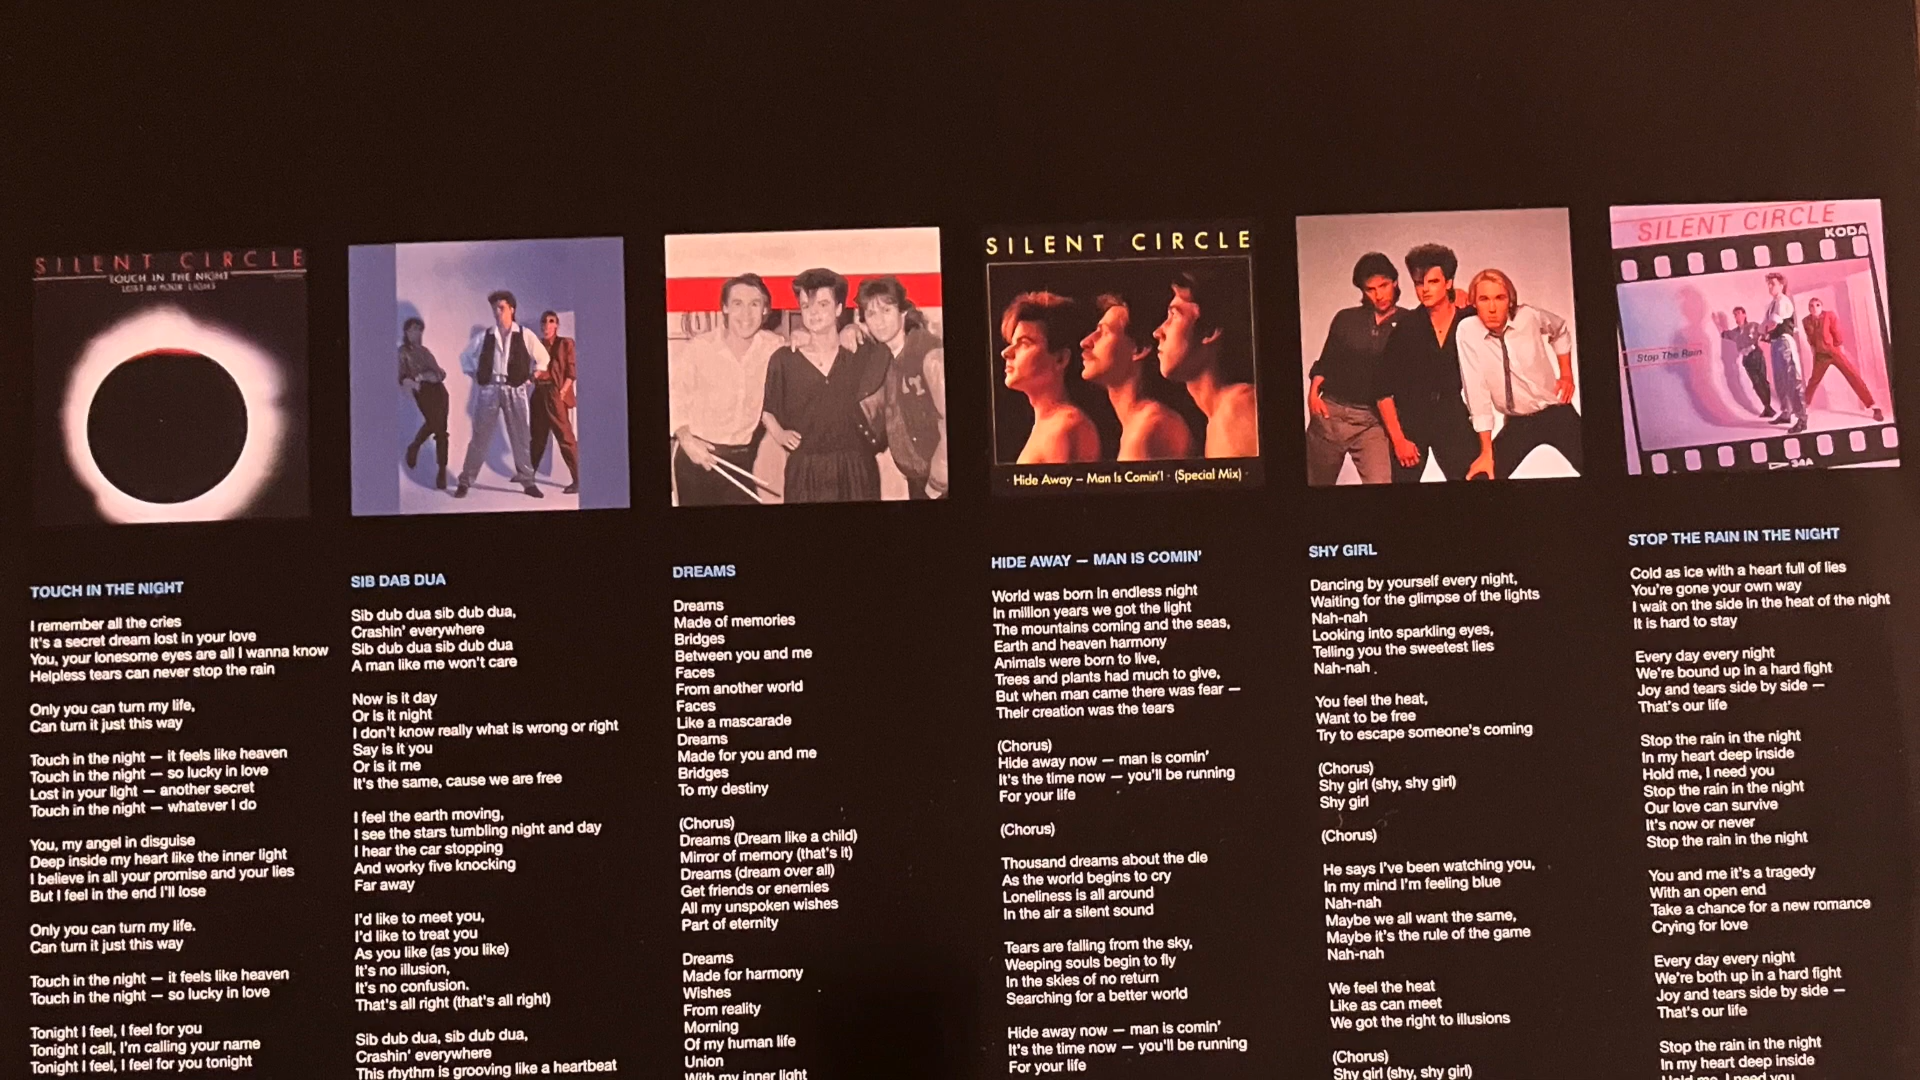 SILENT CIRCLE
TOUCH IN THE NIGHT
LOST IN YOUR LIGHTS
TOUCH IN THE NIGHT
I remember all the cries
It's a secret dream lost in your love
You, your lonesome eyes are all I wanna know
Helpless tears can never stop the rain
Only you can turn my life,
Can turn it just this way
Touch in the night — it feels like heaven
Touch in the night — so lucky in love
Lost in your light — another secret
Touch in the night — whatever I do
You, my angel in disguise
Deep inside my heart like the inner light
I believe in all your promise and your lies
But I feel in the end I'll lose
Only you can turn my life.
Can turn it just this way
Touch in the night — it feels like heaven
Touch in the night — so lucky in love
Tonight I feel, I feel for you
Tonight I call, I'm calling your name
Tonight I feel, I feel for you tonight
SIB DAB DUA
Sib dub dua sib dub dua,
Crashin' everywhere
Sib dub dua sib dub dua
A man like me won't care
Now is it day
Or is it night
I don't know really what is wrong or right
Say is it you
Or is it me
It's the same, cause we are free
I feel the earth moving,
I see the stars tumbling night and day
I hear the car stopping
And worky five knocking
Far away
I'd like to meet you,
I'd like to treat you
As you like (as you like)
It's no illusion,
It's no confusion.
That's all right (that's all right)
Sib dub dua, sib dub dua,
Crashin' everywhere
This rhythm is grooving like a heartbeat
DREAMS
Dreams
Made of memories
Bridges
Between you and me
Faces
From another world
Faces
Like a mascarade
Dreams
Made for you and me
Bridges
To my destiny
(Chorus)
Dreams (Dream like a child)
Mirror of memory (that's it)
Dreams (dream over all)
Get friends or enemies
All my unspoken wishes
Part of eternity
Dreams
Made for harmony
Wishes
From reality
Morning
Of my human life
Union
With my inner light
SILENT CIRCLE
· Hide Away – Man Is Comin'! · (Special Mix) ·
HIDE AWAY — MAN IS COMIN'
World was born in endless night
In million years we got the light
The mountains coming and the seas,
Earth and heaven harmony
Animals were born to live,
Trees and plants had much to give,
But when man came there was fear —
Their creation was the tears
(Chorus)
Hide away now — man is comin'
It's the time now — you'll be running
For your life
(Chorus)
Thousand dreams about the die
As the world begins to cry
Loneliness is all around
In the air a silent sound
Tears are falling from the sky,
Weeping souls begin to fly
In the skies of no return
Searching for a better world
Hide away now — man is comin'
It's the time now — you'll be running
For your life
SHY GIRL
Dancing by yourself every night,
Waiting for the glimpse of the lights
Nah-nah
Looking into sparkling eyes,
Telling you the sweetest lies
Nah-nah
You feel the heat,
Want to be free
Try to escape someone's coming
(Chorus)
Shy girl (shy, shy girl)
Shy girl
(Chorus)
He says I've been watching you,
In my mind I'm feeling blue
Nah-nah
Maybe we all want the same,
Maybe it's the rule of the game
Nah-nah
We feel the heat
Like as can meet
We got the right to illusions
(Chorus)
Shy girl (shy, shy girl)
SILENT CIRCLE
KODA
Stop The Rain
34A
STOP THE RAIN IN THE NIGHT
Cold as ice with a heart full of lies
You're gone your own way
I wait on the side in the heat of the night
It is hard to stay
Every day every night
We're bound up in a hard fight
Joy and tears side by side —
That's our life
Stop the rain in the night
In my heart deep inside
Hold me, I need you
Stop the rain in the night
Our love can survive
It's now or never
Stop the rain in the night
You and me it's a tragedy
With an open end
Take a chance for a new romance
Crying for love
Every day every night
We're both up in a hard fight
Joy and tears side by side —
That's our life
Stop the rain in the night
In my heart deep inside
Hold me, I need you